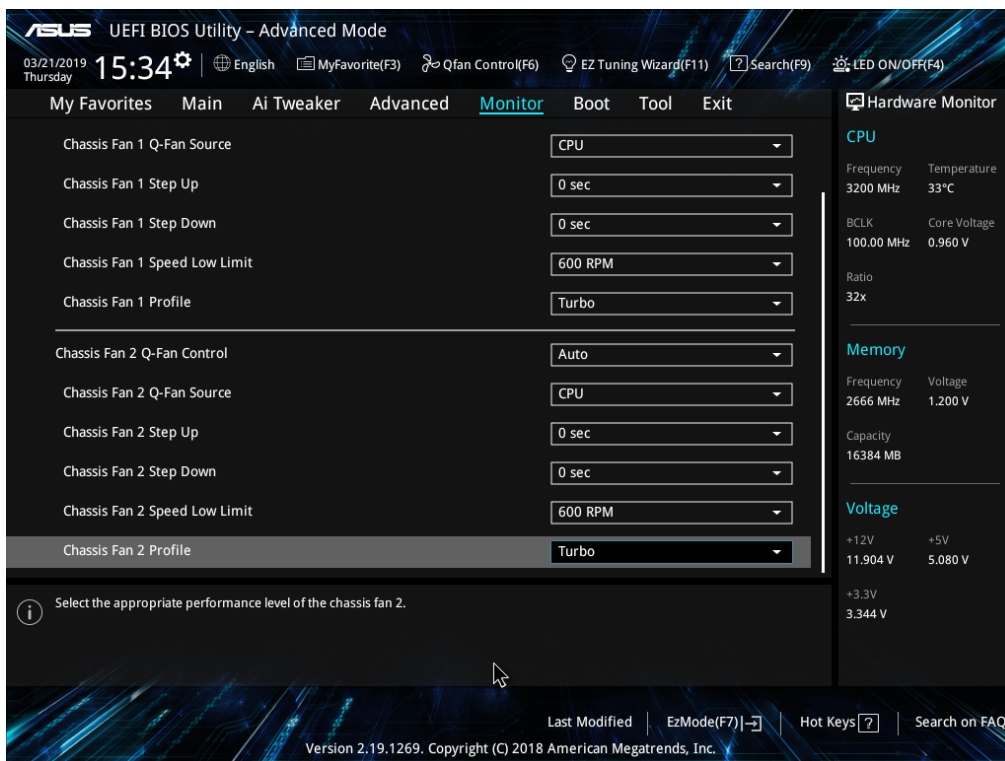 ASUS UEFI BIOS Utility – Advanced Mode
03/21/2019
Thursday
15:34
English MyFavorite(F3) Qfan Control(F6) EZ Tuning Wizard(F11) ? Search(F9) LED ON/OFF(F4)
My Favorites Main Ai Tweaker Advanced Monitor Boot Tool Exit
Chassis Fan 1 Q-Fan Source CPU
Chassis Fan 1 Step Up 0 sec
Chassis Fan 1 Step Down 0 sec
Chassis Fan 1 Speed Low Limit 600 RPM
Chassis Fan 1 Profile Turbo
Chassis Fan 2 Q-Fan Control Auto
Chassis Fan 2 Q-Fan Source CPU
Chassis Fan 2 Step Up 0 sec
Chassis Fan 2 Step Down 0 sec
Chassis Fan 2 Speed Low Limit 600 RPM
Chassis Fan 2 Profile Turbo
i Select the appropriate performance level of the chassis fan 2.
Hardware Monitor
CPU
Frequency Temperature
3200 MHz 33°C
BCLK Core Voltage
100.00 MHz 0.960 V
Ratio
32x
Memory
Frequency Voltage
2666 MHz 1.200 V
Capacity
16384 MB
Voltage
+12V +5V
11.904 V 5.080 V
+3.3V
3.344 V
Last Modified EzMode(F7) Hot Keys ? Search on FAQ
Version 2.19.1269. Copyright (C) 2018 American Megatrends, Inc.